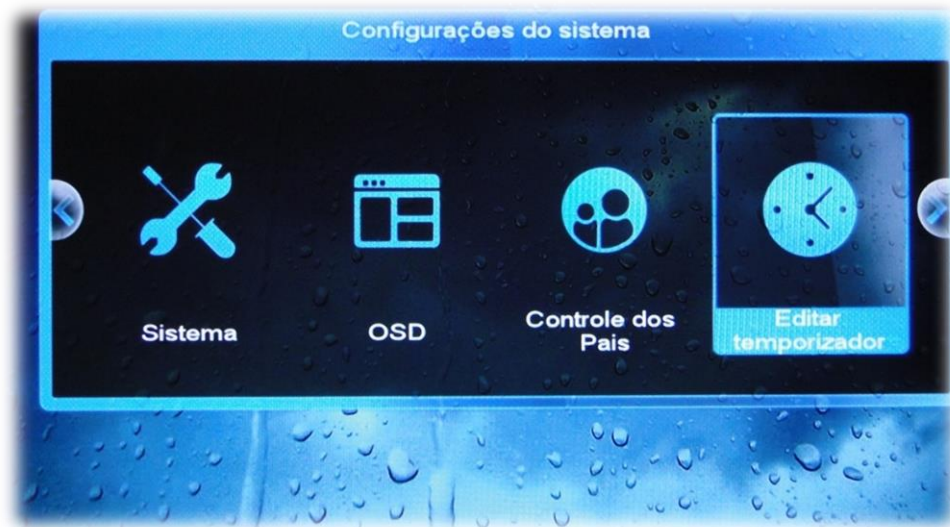 Configurações do sistema
Sistema
OSD
Controle dos
Pais
Editar
temporizador